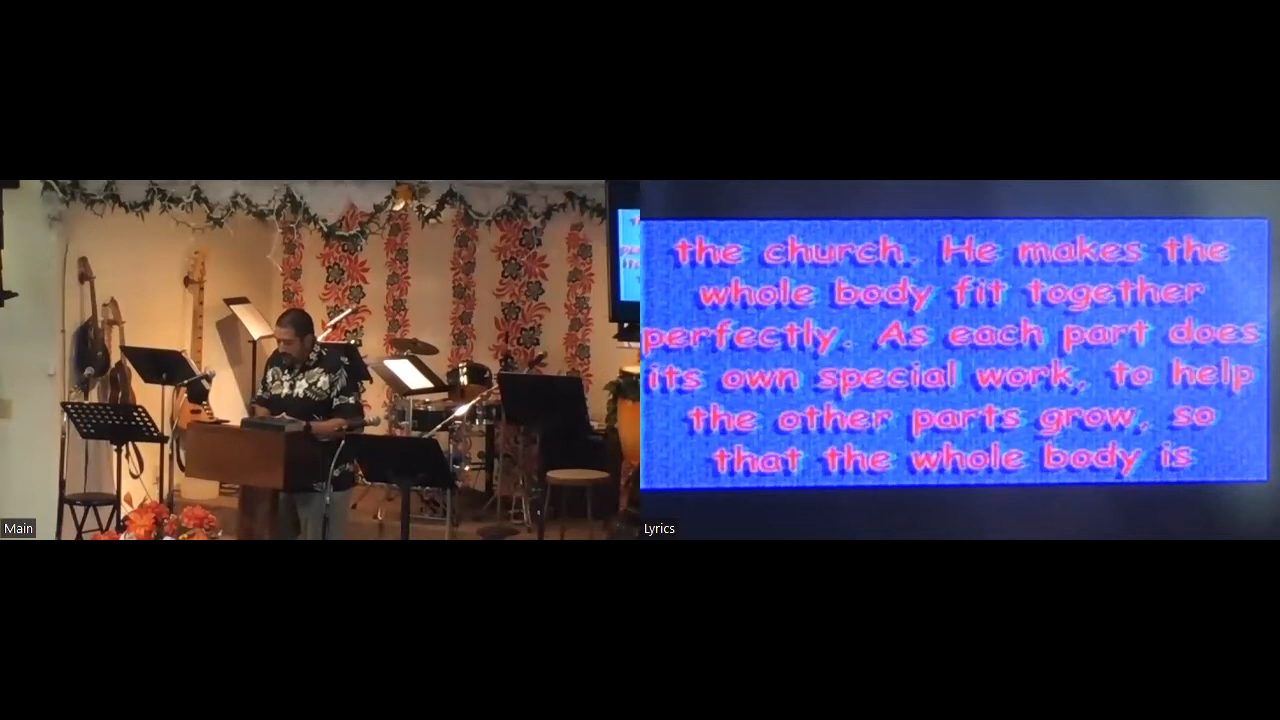 the church. He makes the
whole body fit together
perfectly. As each part does
its own special work, to help
the other parts grow, so
that the whole body is
Main
Lyrics